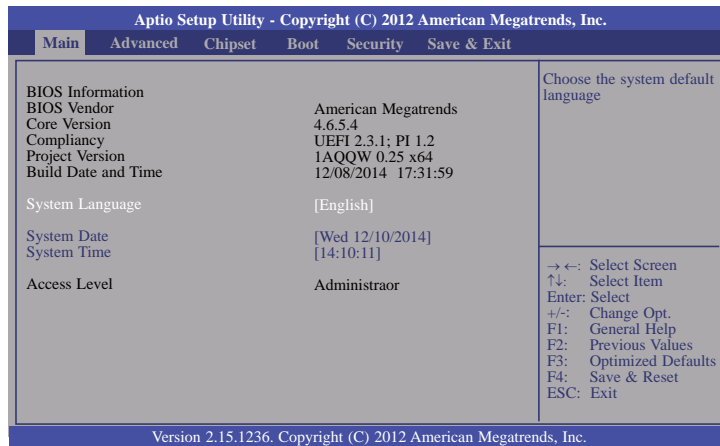 Aptio Setup Utility - Copyright (C) 2012 American Megatrends, Inc.
Main Advanced Chipset Boot Security Save & Exit
BIOS Information
BIOS Vendor American Megatrends
Core Version 4.6.5.4
Compliancy UEFI 2.3.1; PI 1.2
Project Version 1AQQW 0.25 x64
Build Date and Time 12/08/2014 17:31:59
System Language [English]
System Date [Wed 12/10/2014]
System Time [14:10:11]
Access Level Administraor
Choose the system default
language
→←: Select Screen
↑↓: Select Item
Enter: Select
+/-: Change Opt.
F1: General Help
F2: Previous Values
F3: Optimized Defaults
F4: Save & Reset
ESC: Exit
Version 2.15.1236. Copyright (C) 2012 American Megatrends, Inc.